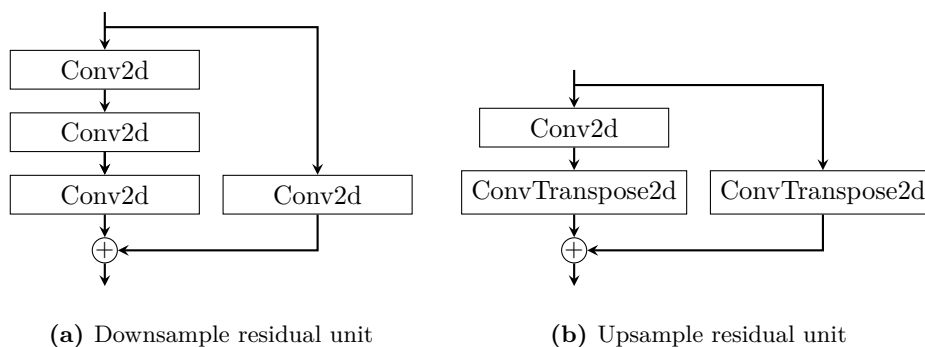 Conv2d
Conv2d
Conv2d
Conv2d
+
(a) Downsample residual unit
Conv2d
ConvTranspose2d
ConvTranspose2d
+
(b) Upsample residual unit